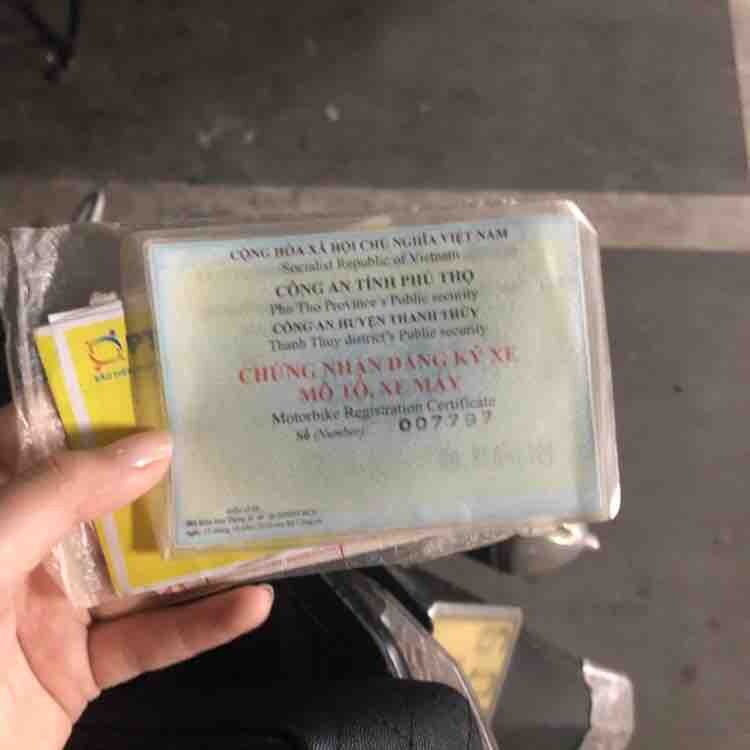 CỘNG HÒA XÃ HỘI CHỦ NGHĨA VIỆT NAM
Socialist Republic of Vietnam
CÔNG AN TỈNH PHÚ THỌ
Phu Tho Province's Public security
CÔNG AN HUYỆN THANH THỦY
Thanh Thuy district's Public security
CHỨNG NHẬN ĐĂNG KÝ XE
MÔ TÔ, XE MÁY
Motorbike Registration Certificate
Số (Number) 007797
BẢO HIỂM